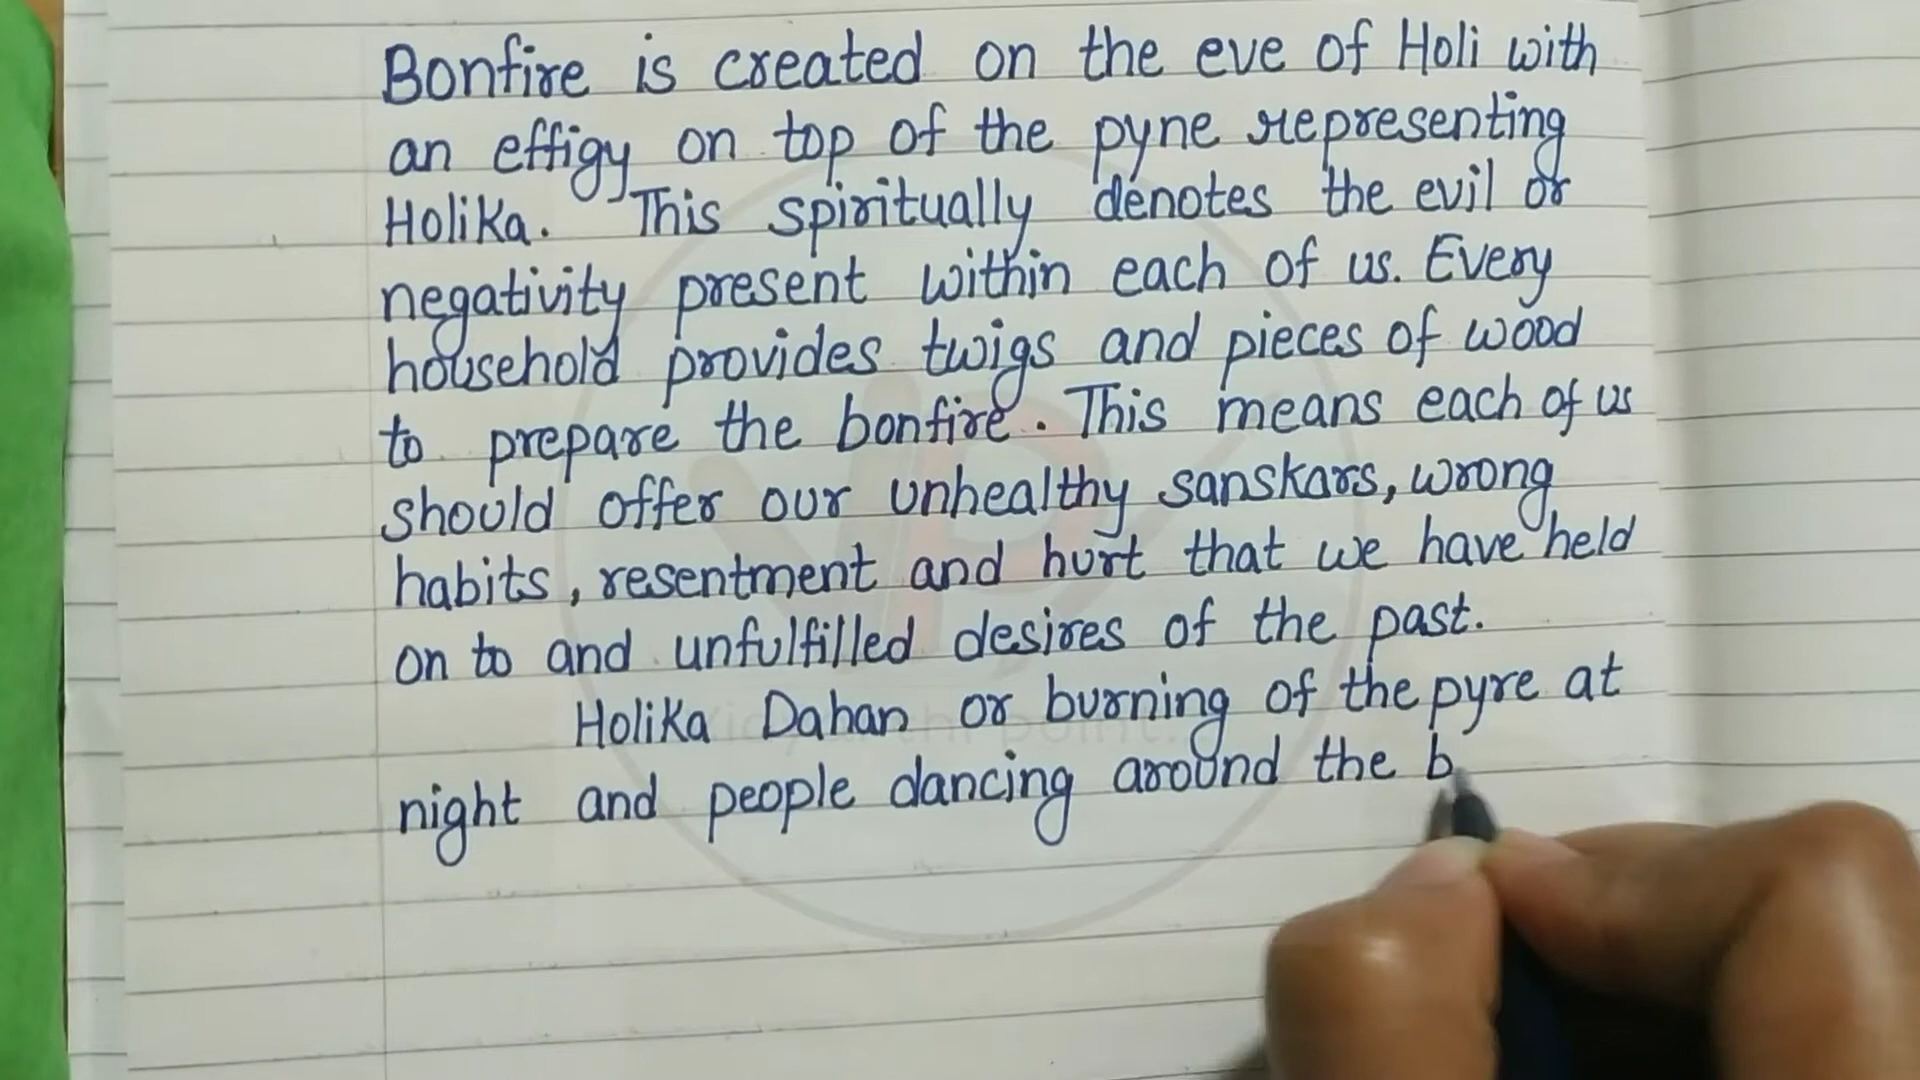 Bonfire is created on the eve of Holi with
an effigy on top of the pyne representing
Holika. This spiritually denotes the evil or
negativity present within each of us. Every
household provides twigs and pieces of wood
to prepare the bonfire. This means each of us
should offer our unhealthy sanskars, wrong
habits, resentment and hurt that we have held
on to and unfulfilled desires of the past.
Holika Dahan or burning of the pyre at
night and people dancing around the b